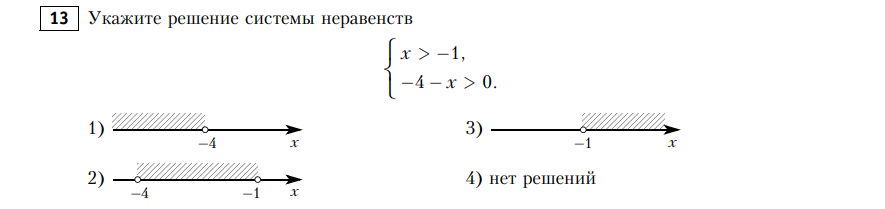 13 Укажите решение системы неравенств
x > −1,
−4 − x > 0.
1) −4 x
2) −4 −1 x
3) −1 x
4) нет решений